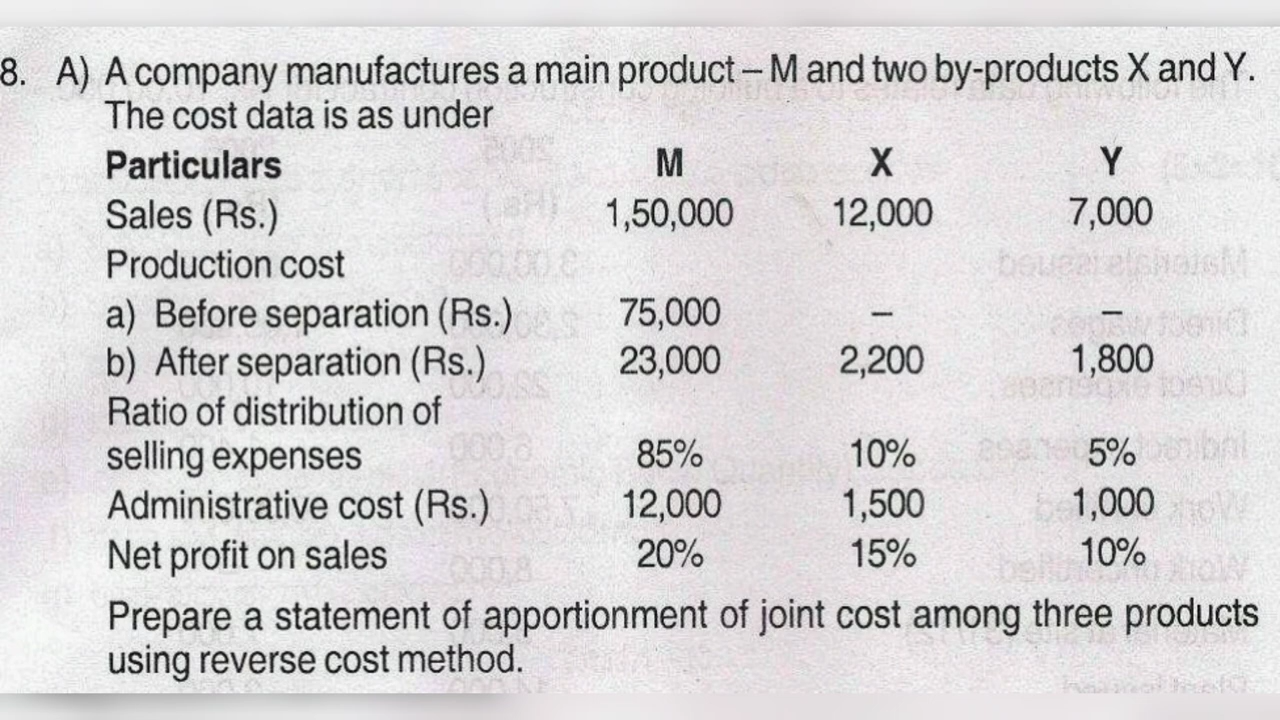 8. A) A company manufactures a main product – M and two by-products X and Y.
The cost data is as under
Particulars M X Y
Sales (Rs.) 1,50,000 12,000 7,000
Production cost
a) Before separation (Rs.) 75,000 – –
b) After separation (Rs.) 23,000 2,200 1,800
Ratio of distribution of
selling expenses 85% 10% 5%
Administrative cost (Rs.) 12,000 1,500 1,000
Net profit on sales 20% 15% 10%
Prepare a statement of apportionment of joint cost among three products
using reverse cost method.